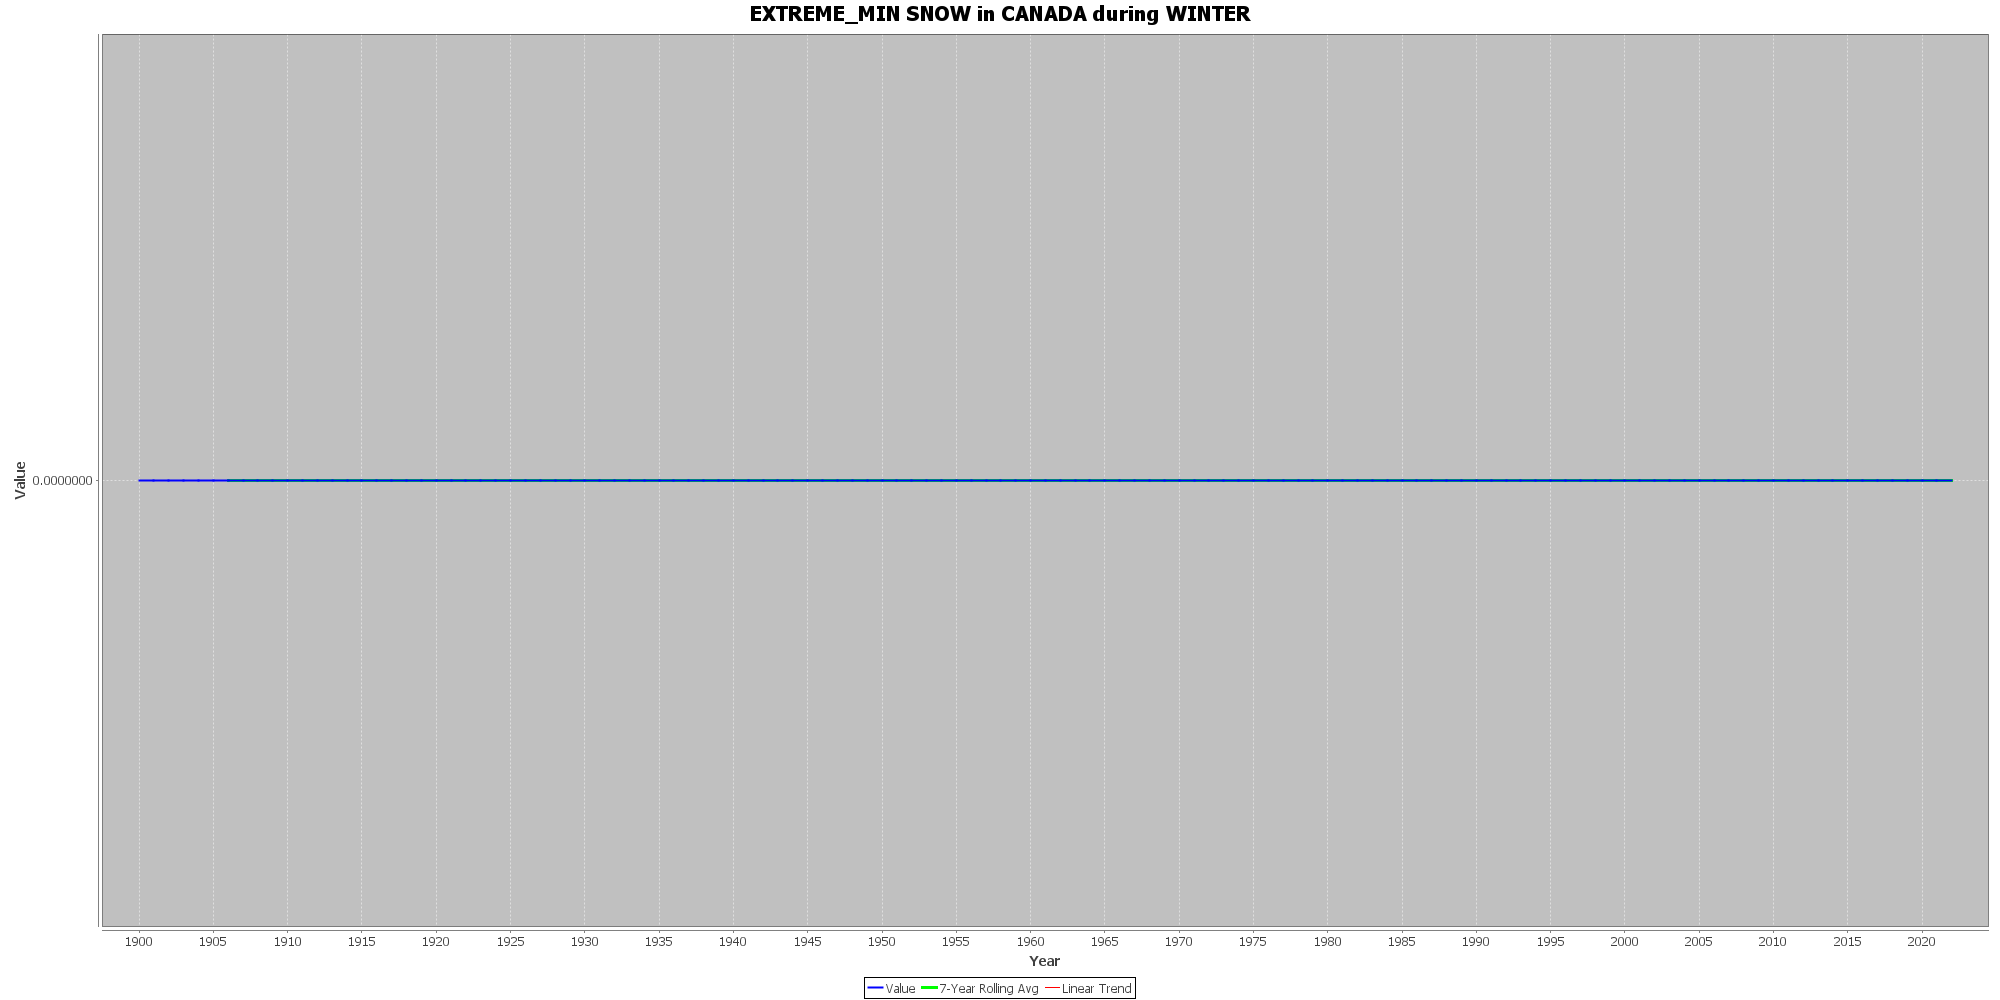 EXTREME_MIN SNOW in CANADA during WINTER
Value
0.0000000
1900 1905 1910 1915 1920 1925 1930 1935 1940 1945 1950 1955 1960 1965 1970 1975 1980 1985 1990 1995 2000 2005 2010 2015 2020
Year
Value 7-Year Rolling Avg Linear Trend